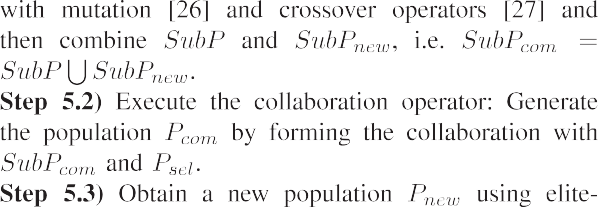 with mutation [26] and crossover operators [27] and
then combine SubP and SubP_{new}, i.e. SubP_{com} =
SubP ⋃ SubP_{new}.
Step 5.2) Execute the collaboration operator: Generate
the population P_{com} by forming the collaboration with
SubP_{com} and P_{sel}.
Step 5.3) Obtain a new population P_{new} using elite-